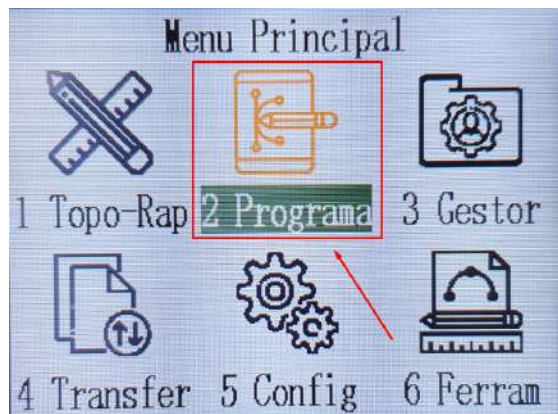 Menu Principal
1 Topo-Rap 2 Programa 3 Gestor
4 Transfer 5 Config 6 Ferram